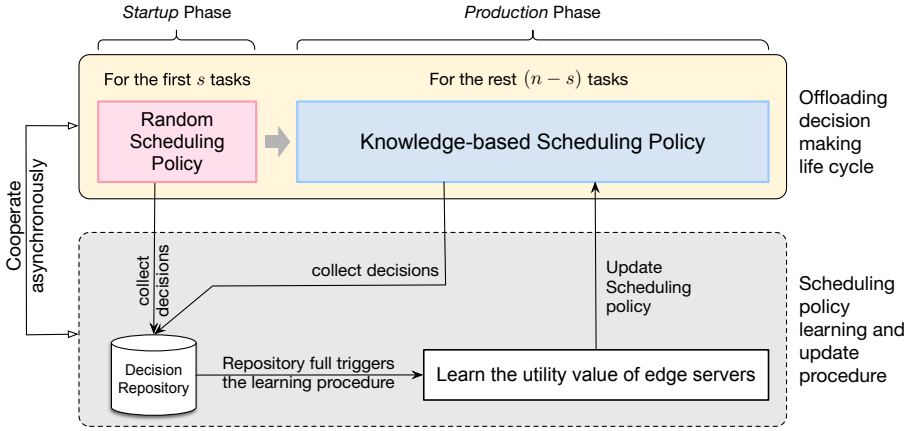 Startup Phase
Production Phase
For the first s tasks
For the rest (n − s) tasks
Random
Scheduling
Policy
Knowledge-based Scheduling Policy
Offloading
decision
making
life cycle
Cooperate
asynchronously
collect
decisions
collect decisions
Update
Scheduling
policy
Scheduling
policy
learning and
update
procedure
Decision
Repository
Repository full triggers
the learning procedure
Learn the utility value of edge servers